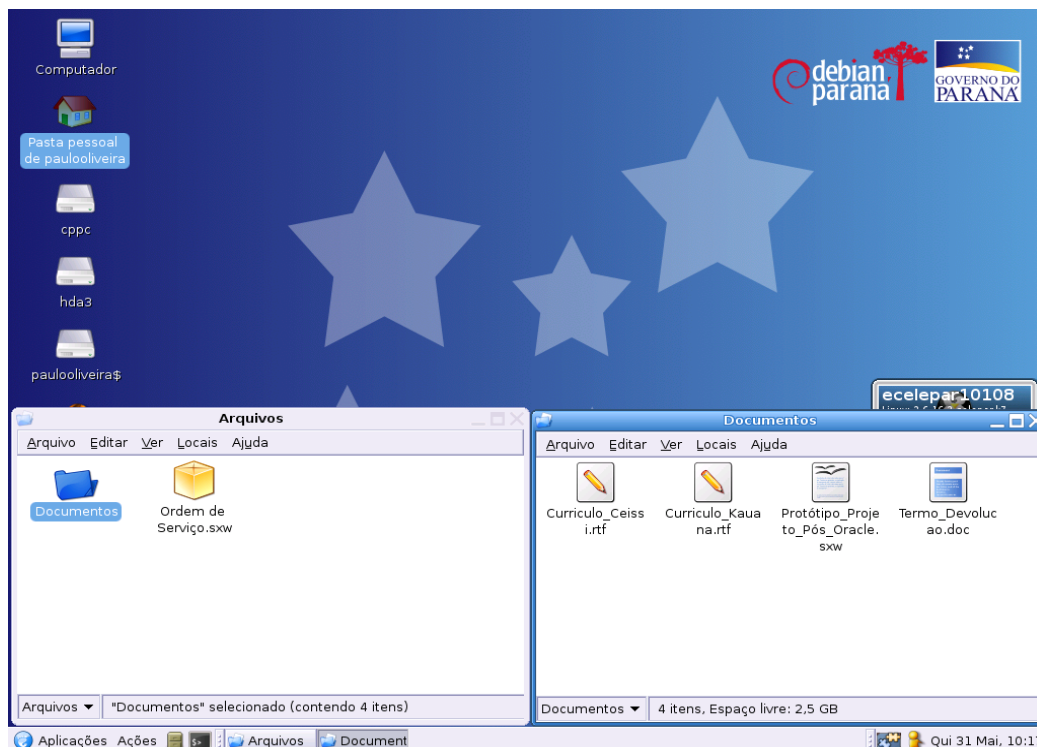 Computador
Pasta pessoal
de paulooliveira
cppc
hda3
paulooliveira$
debian
paraná
GOVERNO DO
PARANÁ
ecelepar10108
Arquivos
Arquivo Editar Ver Locais Ajuda
Documentos
Ordem de
Serviço.sxw
Arquivos "Documentos" selecionado (contendo 4 itens)
Documentos
Arquivo Editar Ver Locais Ajuda
Curriculo_Ceiss
i.rtf
Curriculo_Kaua
na.rtf
Protótipo_Proje
to_Pós_Oracle.
sxw
Termo_Devoluc
ao.doc
Documentos 4 itens, Espaço livre: 2,5 GB
Aplicações Ações Arquivos Document
Qui 31 Mai, 10:1